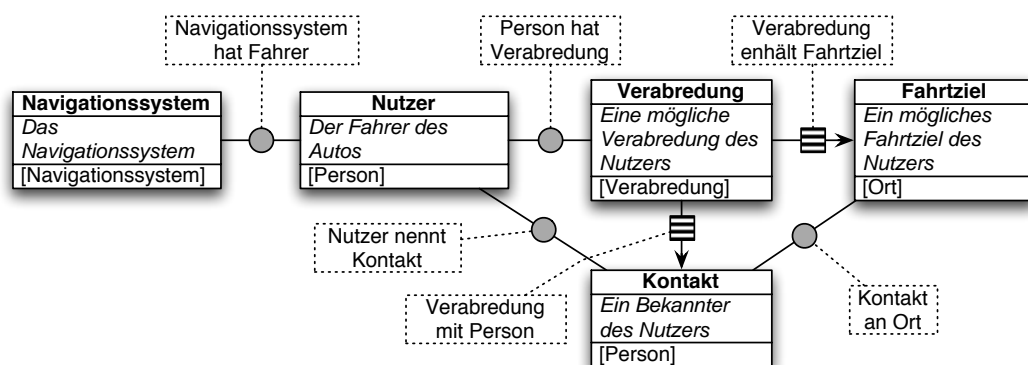 Navigationssystem
hat Fahrer
Person hat
Verabredung
Verabredung
enhält Fahrtziel
Navigationssystem
Das
Navigationssystem
[Navigationssystem]
Nutzer
Der Fahrer des
Autos
[Person]
Verabredung
Eine mögliche
Verabredung des
Nutzers
[Verabredung]
Fahrtziel
Ein mögliches
Fahrtziel des
Nutzers
[Ort]
Nutzer nennt
Kontakt
Verabredung
mit Person
Kontakt
Ein Bekannter
des Nutzers
[Person]
Kontakt
an Ort